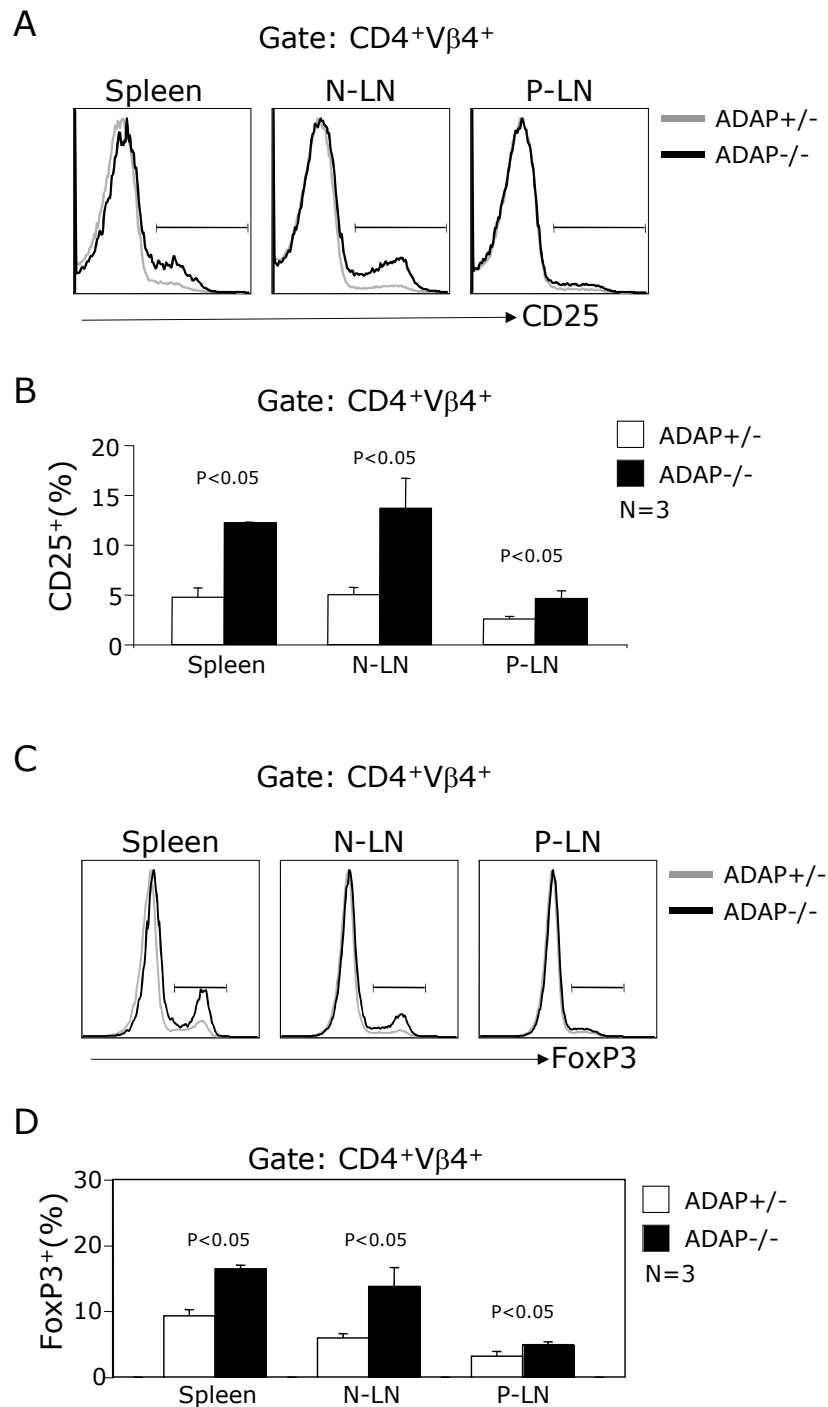 A
Gate: CD4⁺Vβ4⁺
Spleen N-LN P-LN
ADAP+/-
ADAP-/-
CD25
B
Gate: CD4⁺Vβ4⁺
CD25⁺(%)
20
15
10
5
0
P<0.05
P<0.05
P<0.05
Spleen N-LN P-LN
ADAP+/-
ADAP-/-
N=3
C
Gate: CD4⁺Vβ4⁺
Spleen N-LN P-LN
ADAP+/-
ADAP-/-
FoxP3
D
Gate: CD4⁺Vβ4⁺
FoxP3⁺(%)
30
20
10
0
P<0.05
P<0.05
P<0.05
Spleen N-LN P-LN
ADAP+/-
ADAP-/-
N=3